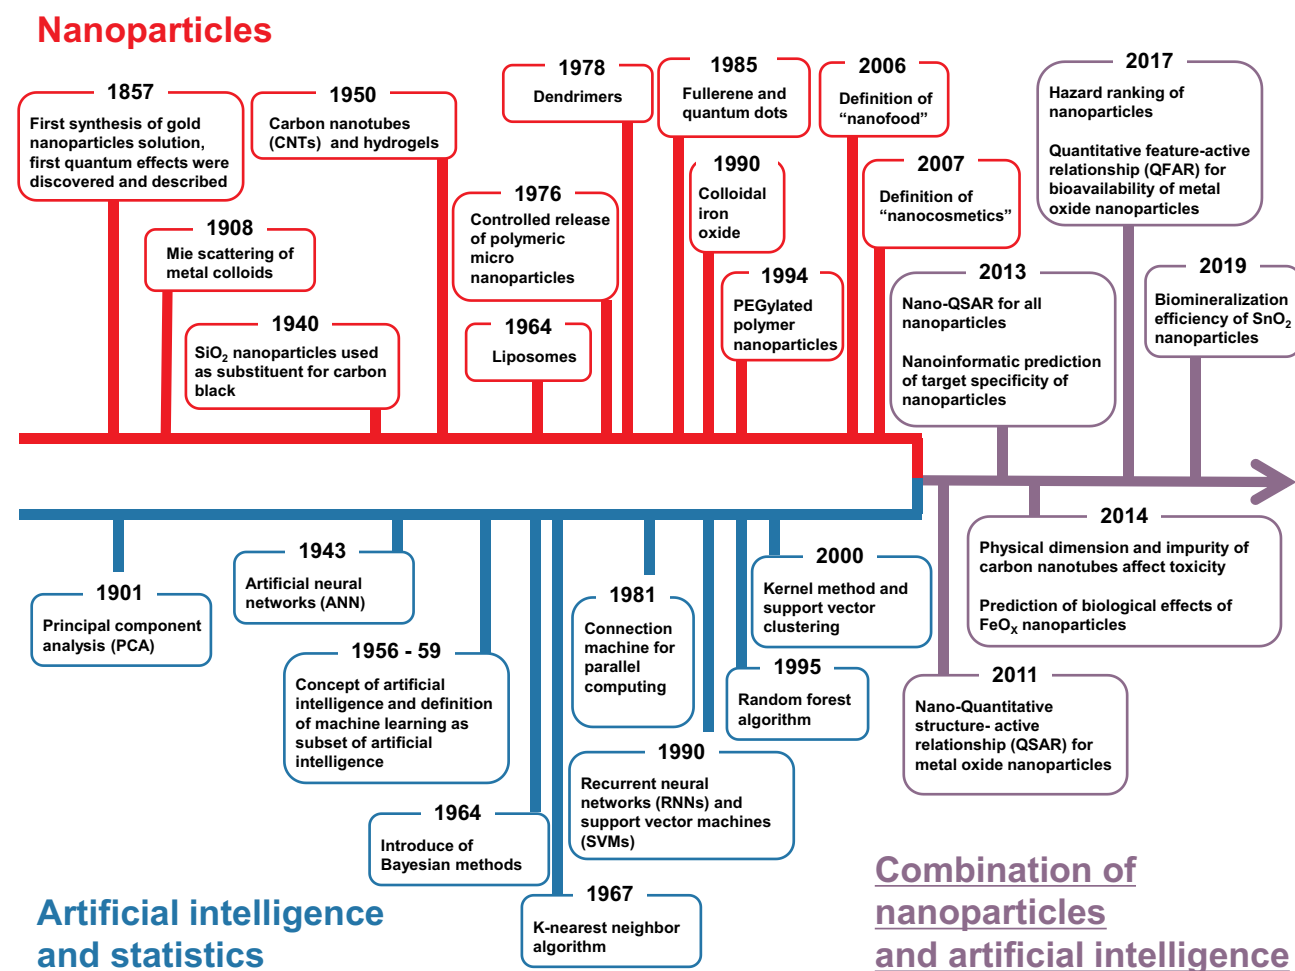 Nanoparticles
1857
First synthesis of gold
nanoparticles solution,
first quantum effects were
discovered and described
1908
Mie scattering of
metal colloids
1940
SiO₂ nanoparticles used
as substituent for carbon
black
1950
Carbon nanotubes
(CNTs) and hydrogels
1964
Liposomes
1976
Controlled release
of polymeric
micro
nanoparticles
1978
Dendrimers
1985
Fullerene and
quantum dots
1990
Colloidal
iron
oxide
1994
PEGylated
polymer
nanoparticles
2006
Definition of
“nanofood”
2007
Definition of
“nanocosmetics”
2013
Nano-QSAR for all
nanoparticles
Nanoinformatic prediction
of target specificity of
nanoparticles
2017
Hazard ranking of
nanoparticles
Quantitative feature-active
relationship (QFAR) for
bioavailability of metal
oxide nanoparticles
2019
Biomineralization
efficiency of SnO₂
nanoparticles
1901
Principal component
analysis (PCA)
1943
Artificial neural
networks (ANN)
1956 - 59
Concept of artificial
intelligence and definition
of machine learning as
subset of artificial
intelligence
1964
Introduce of
Bayesian methods
1967
K-nearest neighbor
algorithm
1981
Connection
machine for
parallel
computing
1990
Recurrent neural
networks (RNNs) and
support vector machines
(SVMs)
1995
Random forest
algorithm
2000
Kernel method and
support vector
clustering
2011
Nano-Quantitative
structure- active
relationship (QSAR) for
metal oxide nanoparticles
2014
Physical dimension and impurity of
carbon nanotubes affect toxicity
Prediction of biological effects of
FeOₓ nanoparticles
Artificial intelligence
and statistics
Combination of
nanoparticles
and artificial intelligence